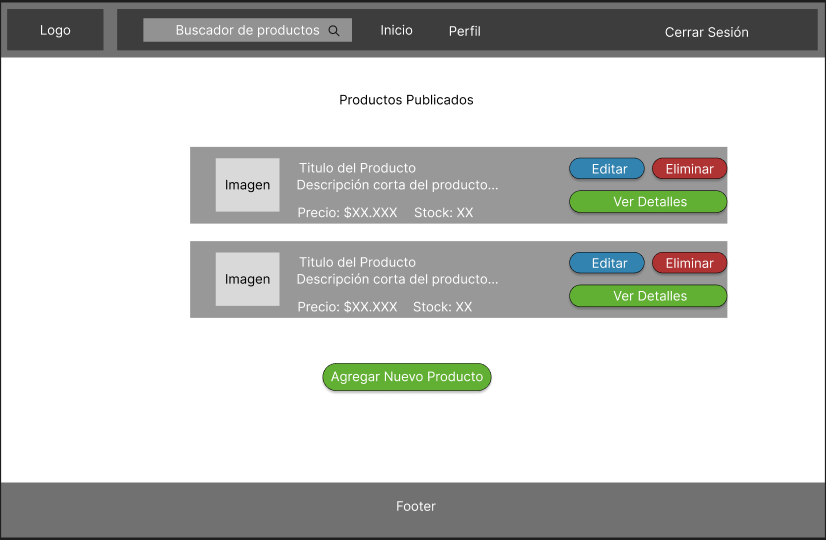 Logo
Buscador de productos
Inicio
Perfil
Cerrar Sesión
Productos Publicados
Imagen
Titulo del Producto
Descripción corta del producto...
Precio: $XX.XXX
Stock: XX
Editar
Eliminar
Ver Detalles
Imagen
Titulo del Producto
Descripción corta del producto...
Precio: $XX.XXX
Stock: XX
Editar
Eliminar
Ver Detalles
Agregar Nuevo Producto
Footer